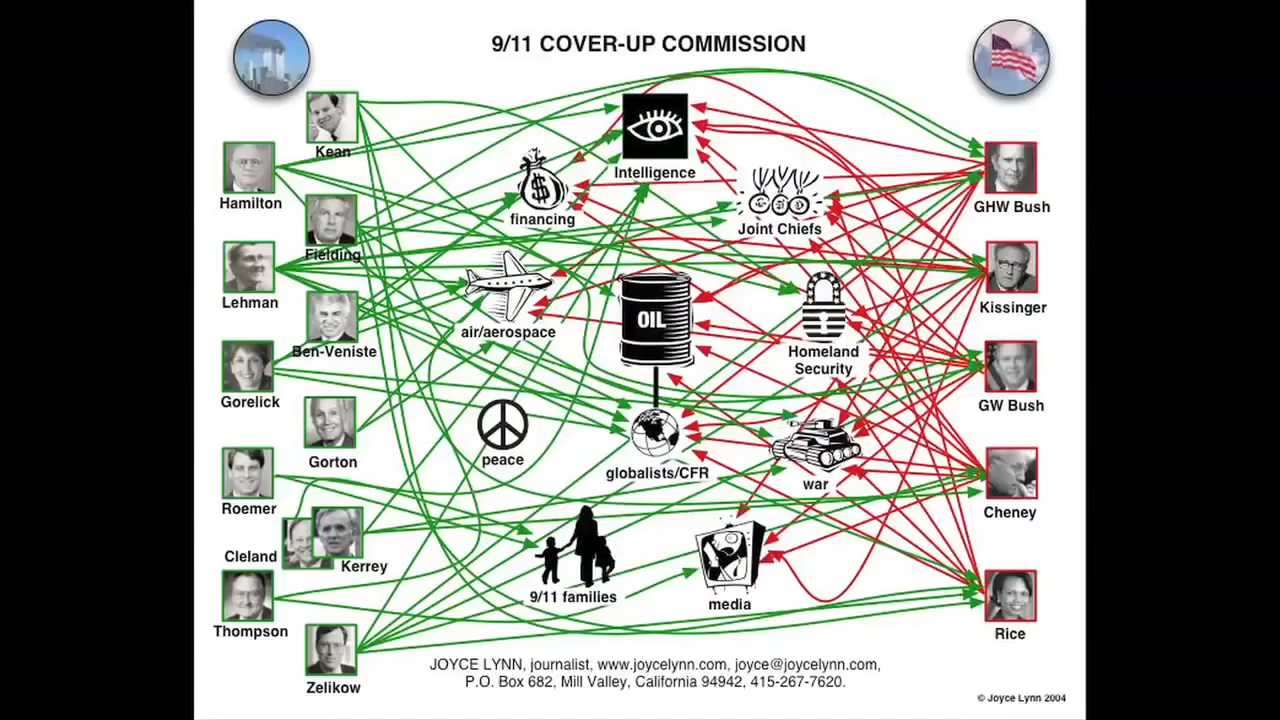 9/11 COVER-UP COMMISSION
Kean
Hamilton
Intelligence
financing
Joint Chiefs
GHW Bush
Fielding
Lehman
Kissinger
OIL
air/aerospace
Ben-Veniste
Homeland
Security
Gorelick
GW Bush
Gorton
peace
globalists/CFR
war
Roemer
Cheney
Cleland
Kerrey
9/11 families
media
Thompson
Rice
Zelikow
JOYCE LYNN, journalist, www.joycelynn.com, joyce@joycelynn.com,
P.O. Box 682, Mill Valley, California 94942, 415-267-7620.
© Joyce Lynn 2004